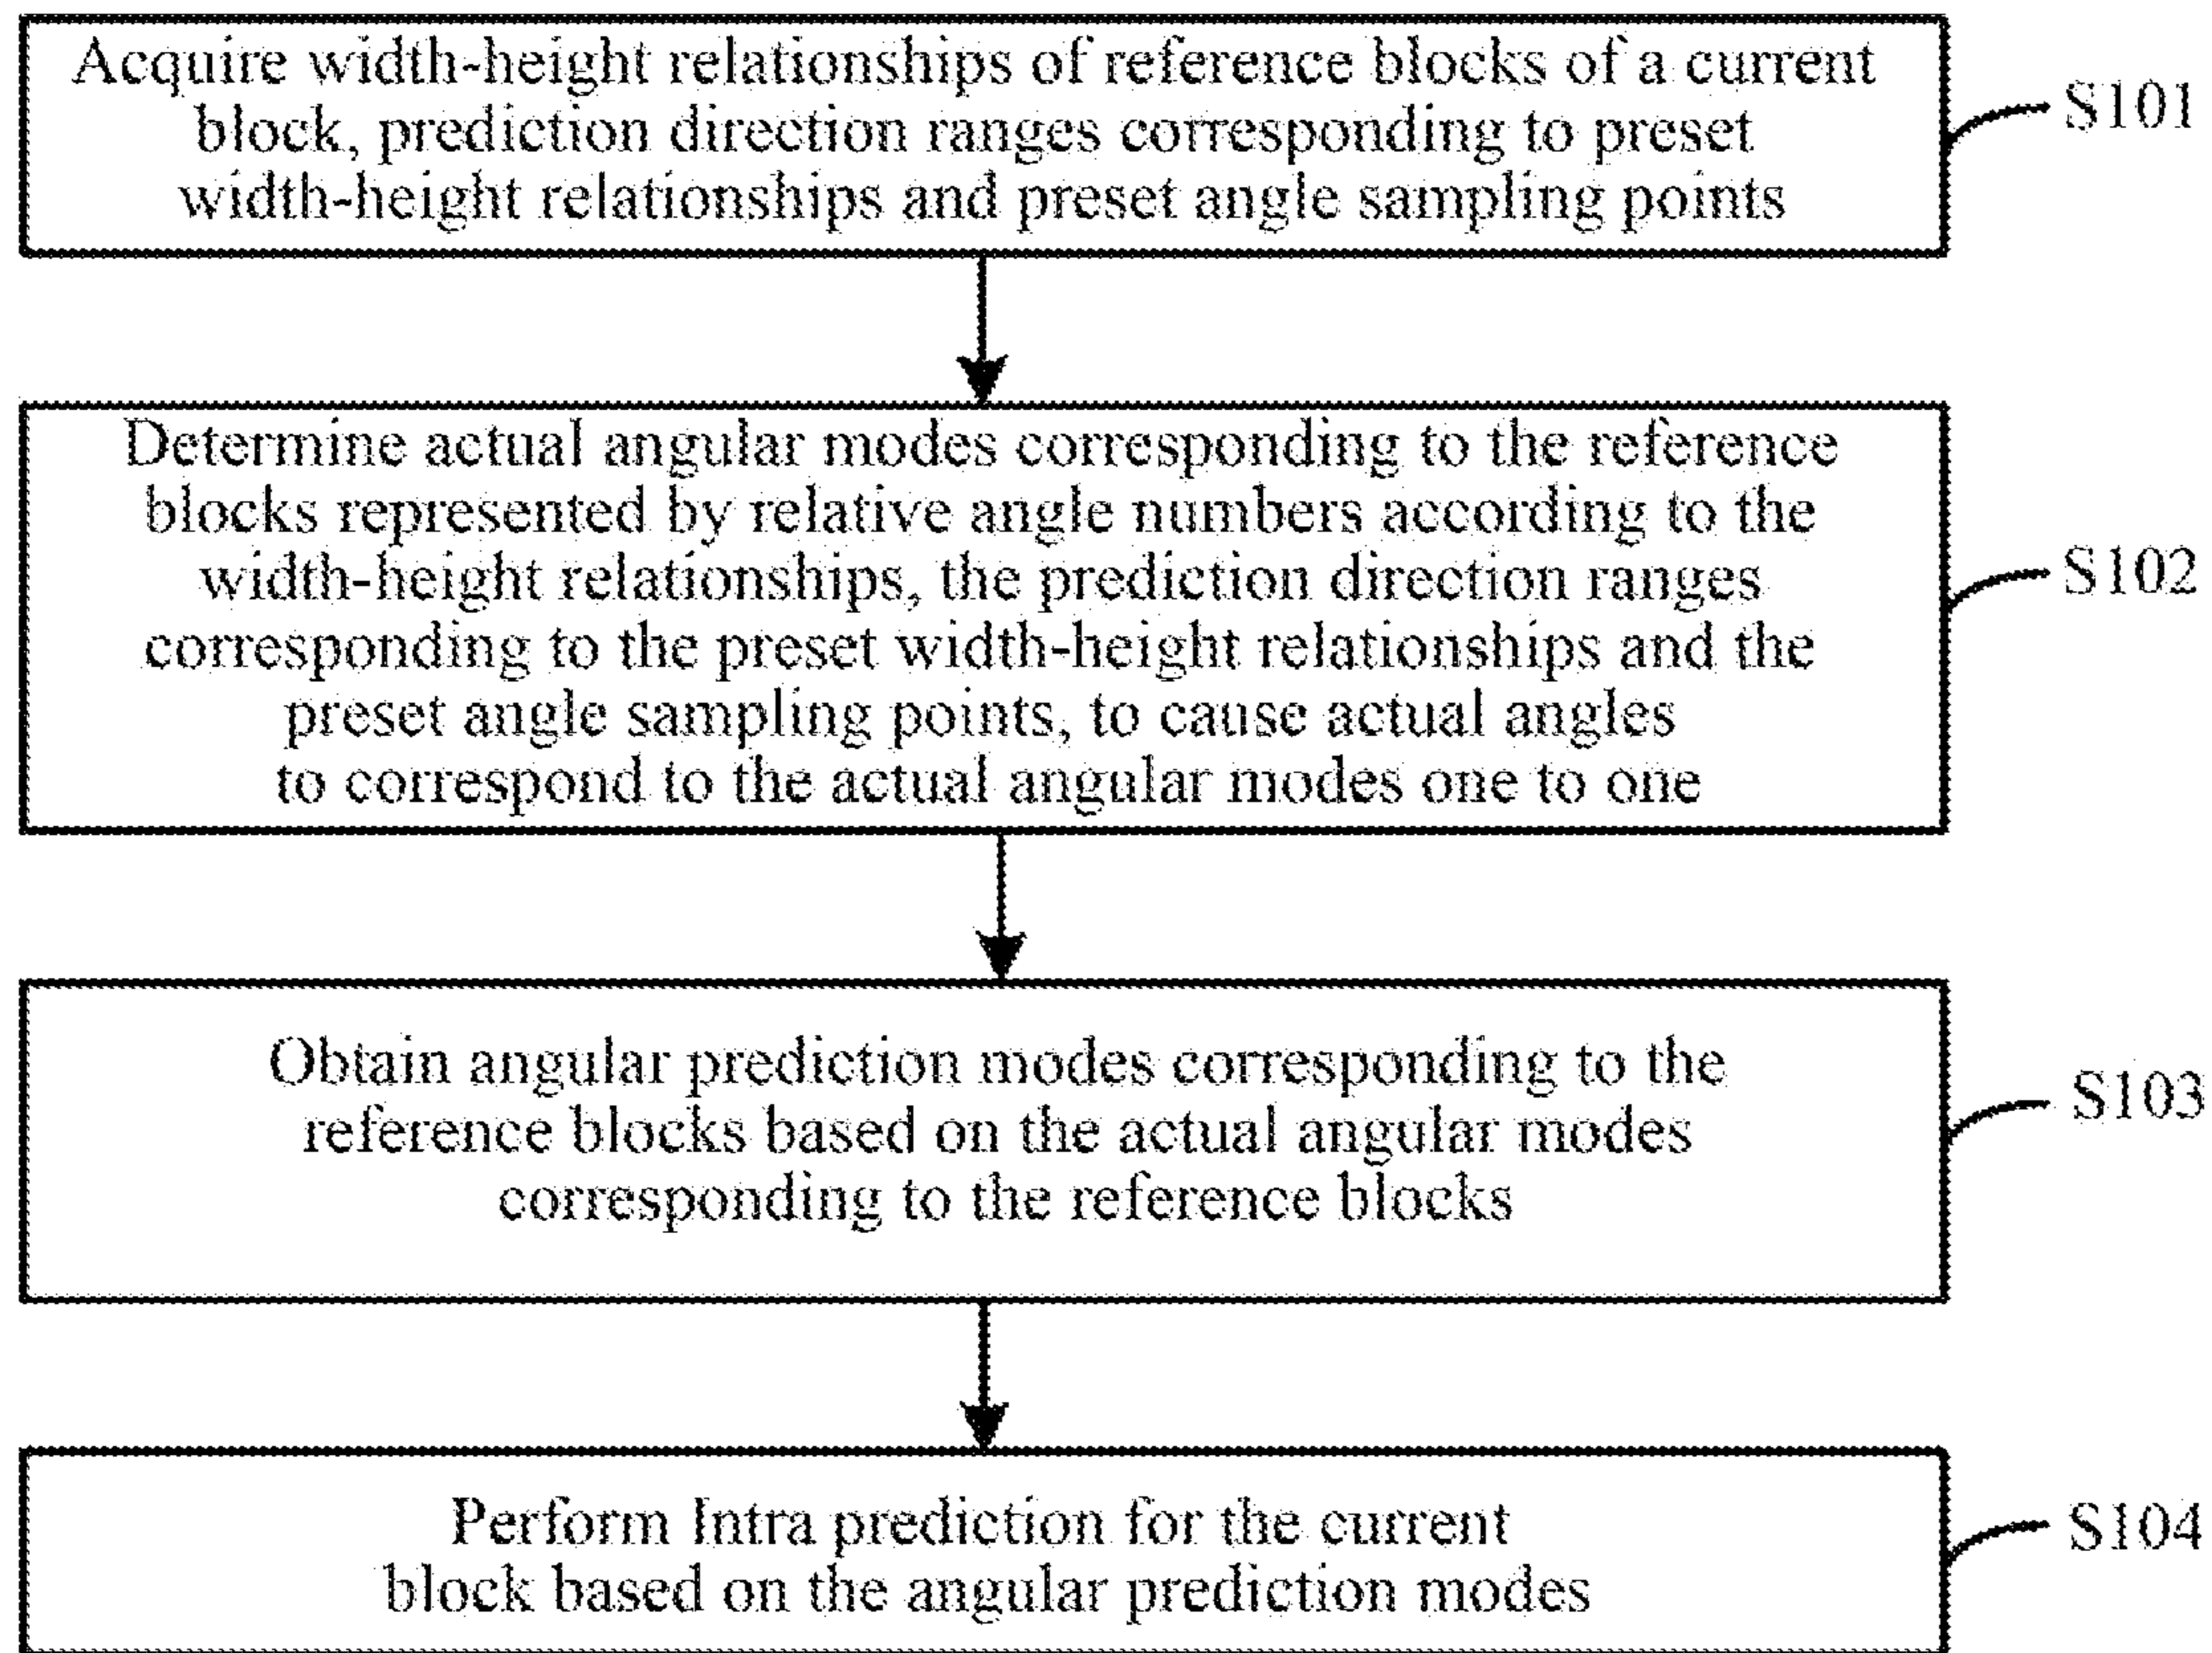 Acquire width-height relationships of reference blocks of a current
block, prediction direction ranges corresponding to preset
width-height relationships and preset angle sampling points
S101
Determine actual angular modes corresponding to the reference
blocks represented by relative angle numbers according to the
width-height relationships, the prediction direction ranges
corresponding to the preset width-height relationships and the
preset angle sampling points, to cause actual angles
to correspond to the actual angular modes one to one
S102
Obtain angular prediction modes corresponding to the
reference blocks based on the actual angular modes
corresponding to the reference blocks
S103
Perform Intra prediction for the current
block based on the angular prediction modes
S104